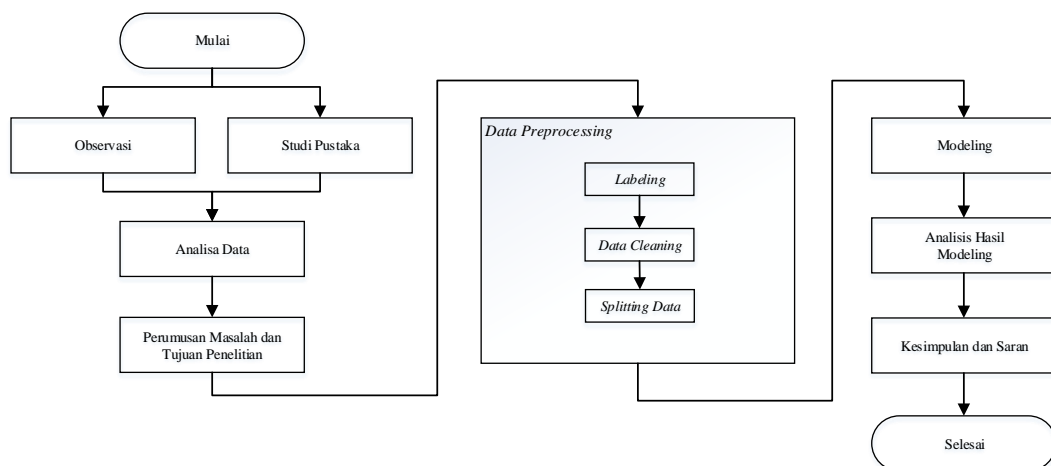 Mulai
Observasi
Studi Pustaka
Analisa Data
Perumusan Masalah dan
Tujuan Penelitian
Data Preprocessing
Labeling
Data Cleaning
Splitting Data
Modeling
Analisis Hasil
Modeling
Kesimpulan dan Saran
Selesai